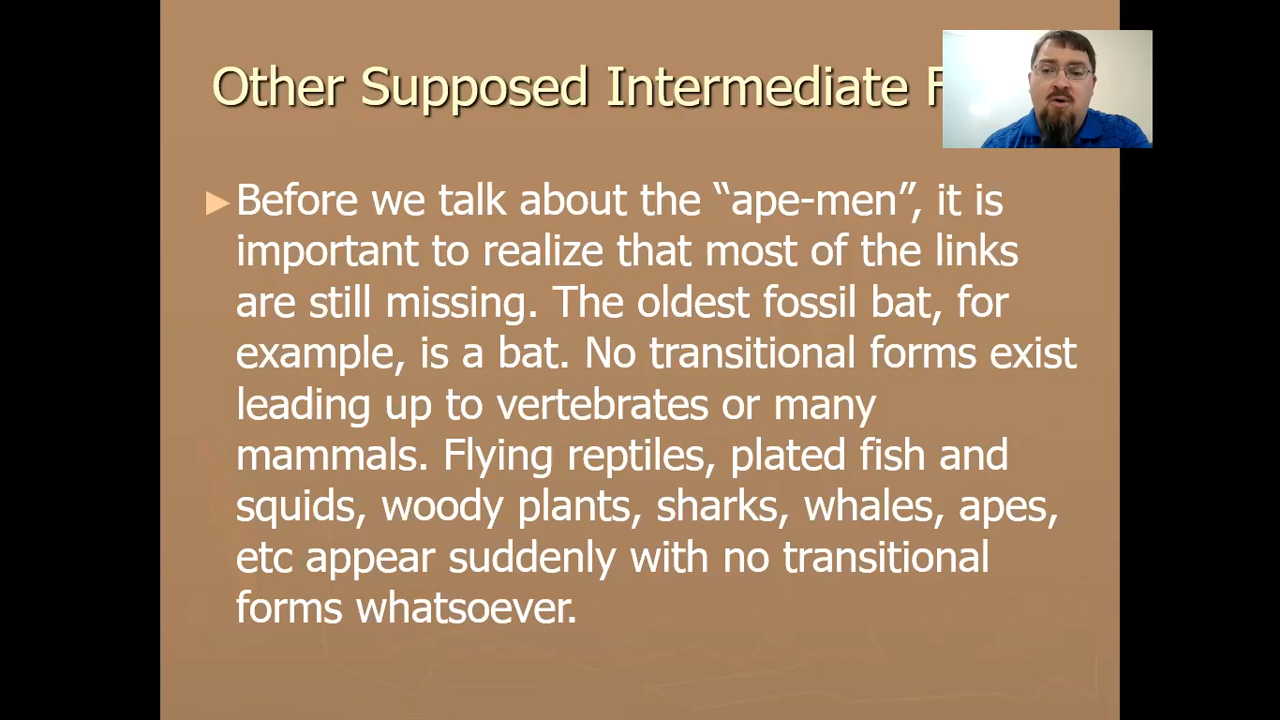 Other Supposed Intermediate
Before we talk about the “ape-men”, it is
important to realize that most of the links
are still missing. The oldest fossil bat, for
example, is a bat. No transitional forms exist
leading up to vertebrates or many
mammals. Flying reptiles, plated fish and
squids, woody plants, sharks, whales, apes,
etc appear suddenly with no transitional
forms whatsoever.